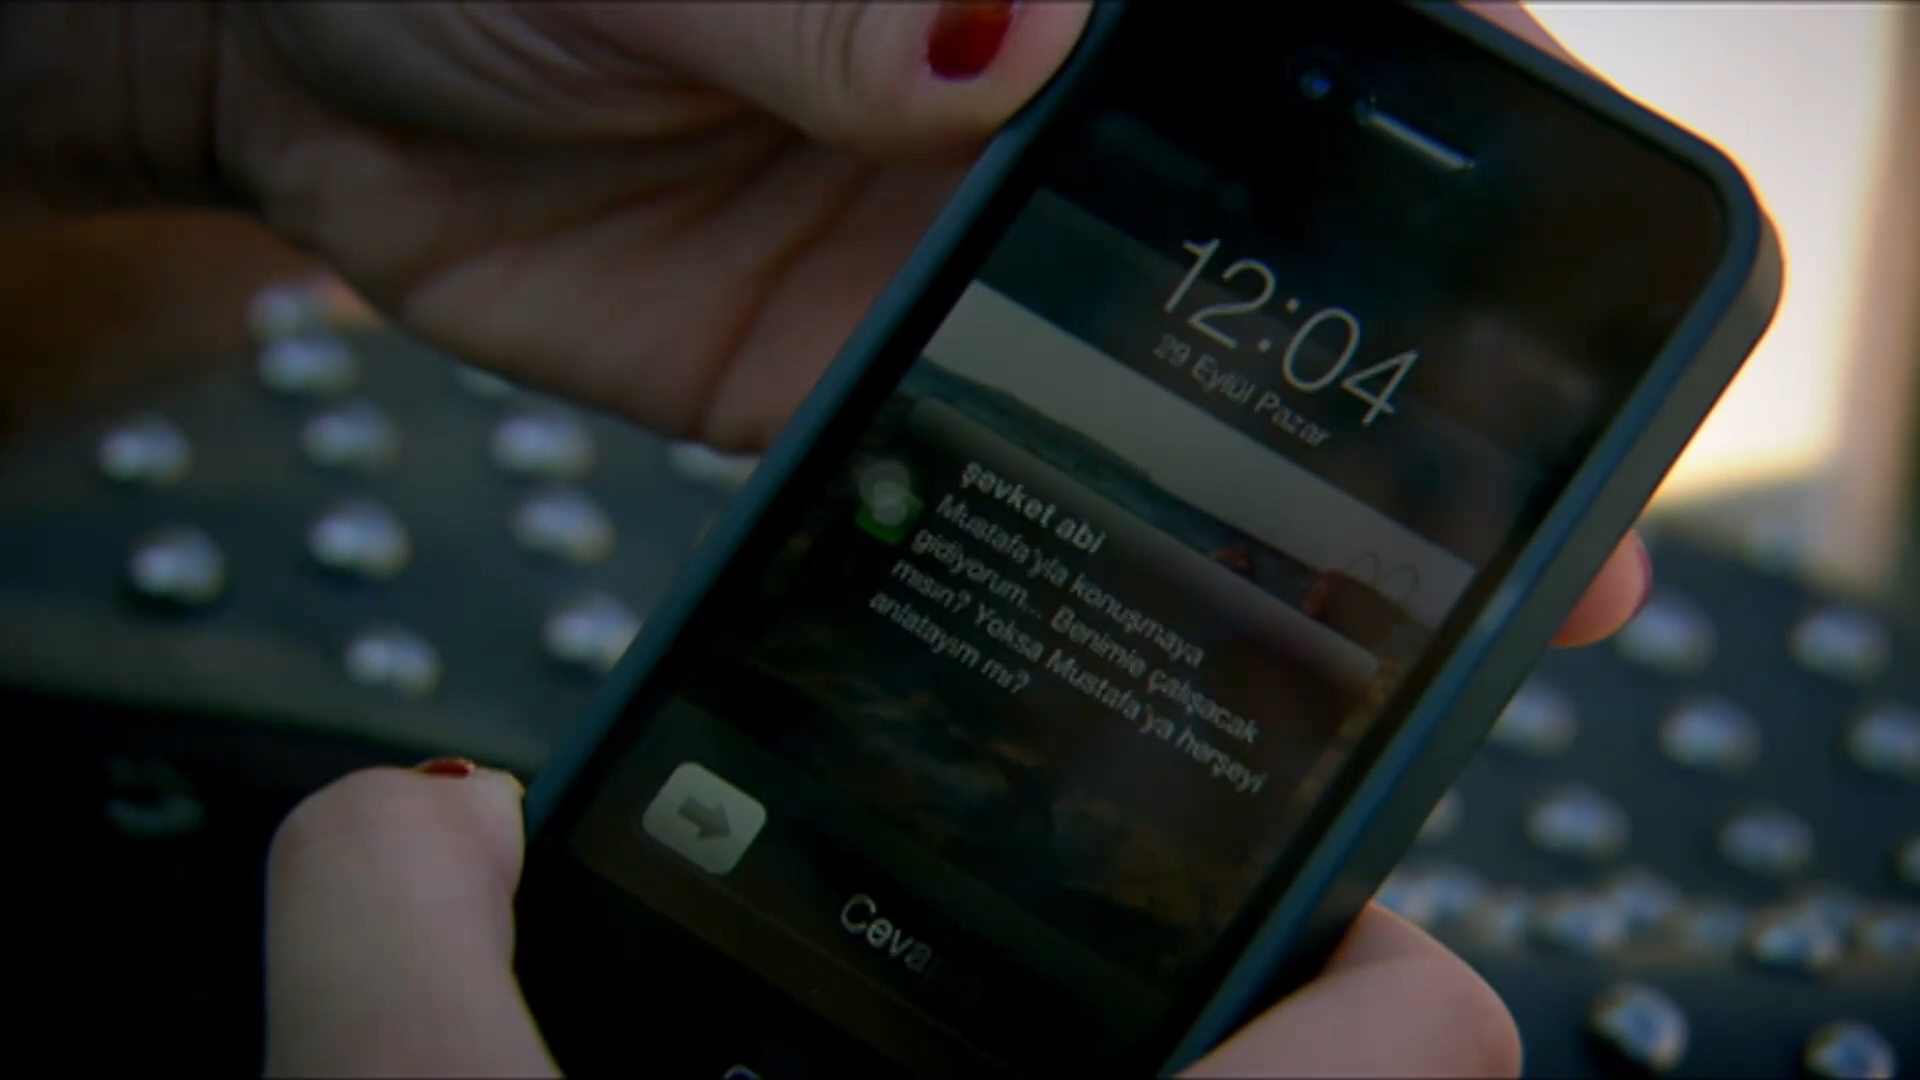 12:04
29 Eylül Pazar
şevket abi
Mustafa'yla konuşmaya
gidiyorum... Benimle çalışacak
mısın? Yoksa Mustafa'ya herşeyi
anlatayım mı?